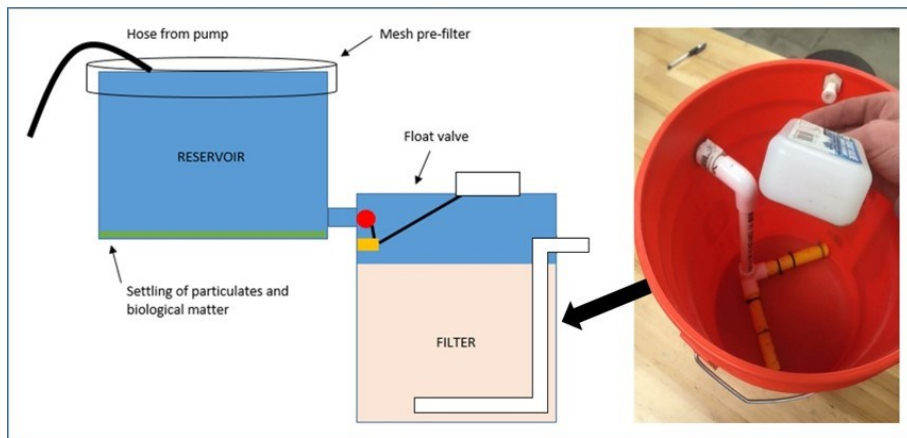 Hose from pump
Mesh pre-filter
Float valve
RESERVOIR
Settling of particulates and
biological matter
FILTER